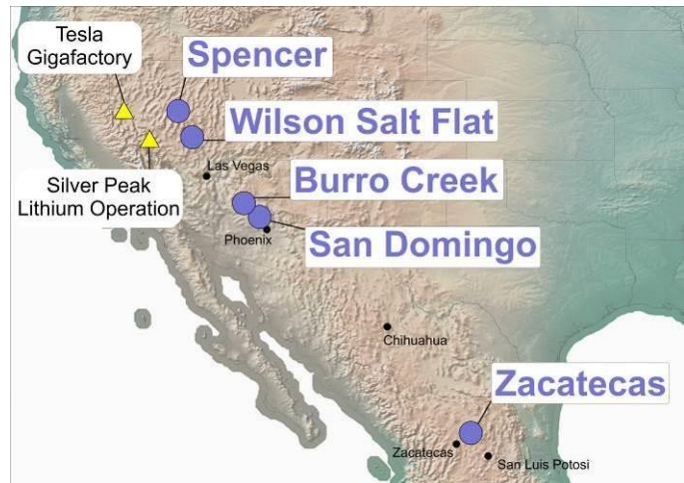 Tesla
Gigafactory
Spencer
Wilson Salt Flat
Las Vegas
Silver Peak
Lithium Operation
Burro Creek
San Domingo
Phoenix
Chihuahua
Zacatecas
Zacatecas
San Luis Potosi